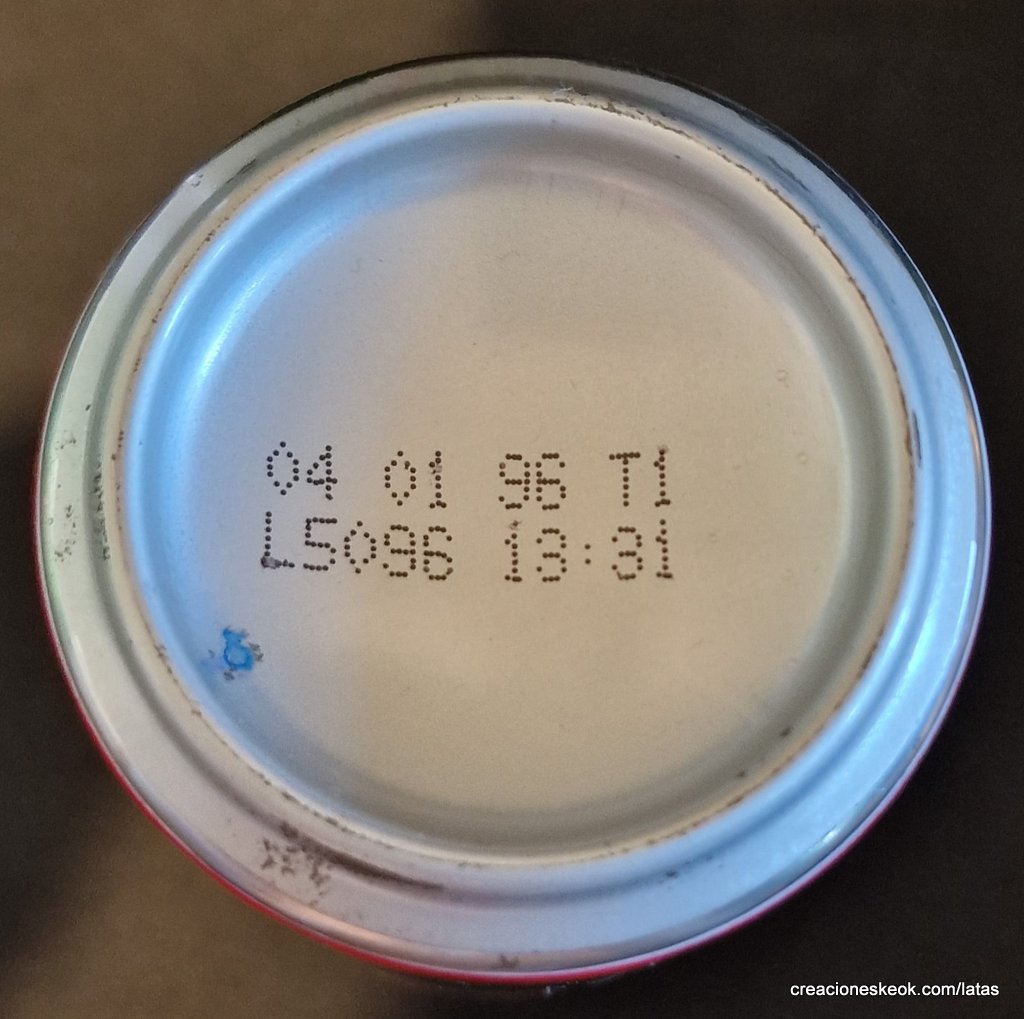 04 01 96 T1
L5096 13:31
creacioneskeok.com/latas